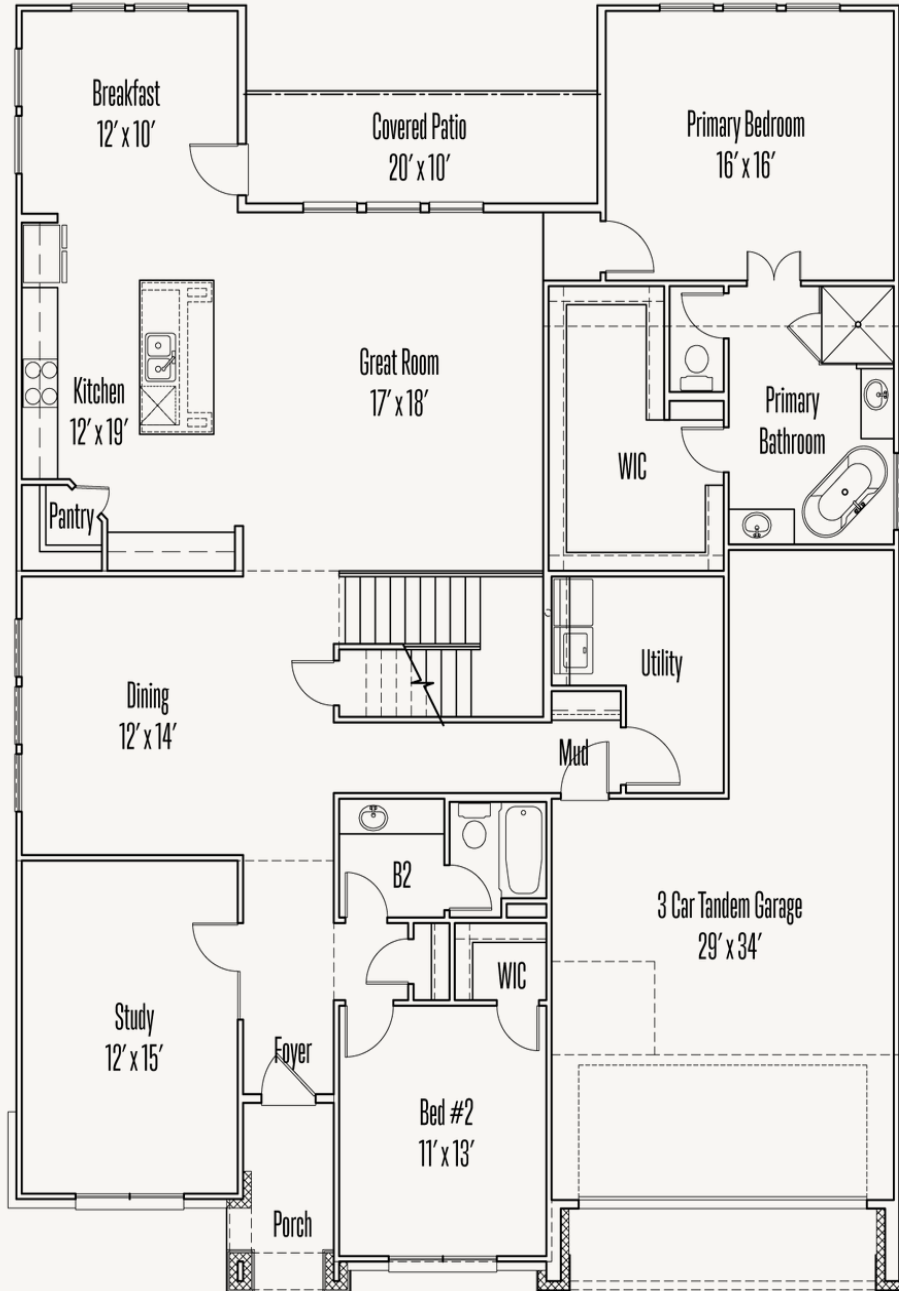 Breakfast
12' x 10'
Covered Patio
20' x 10'
Primary Bedroom
16' x 16'
Great Room
17' x 18'
Kitchen
12' x 19'
Primary
Bathroom
WIC
Pantry
Utility
Dining
12' x 14'
Mud
B2
3 Car Tandem Garage
29' x 34'
WIC
Study
12' x 15'
Foyer
Bed #2
11' x 13'
Porch